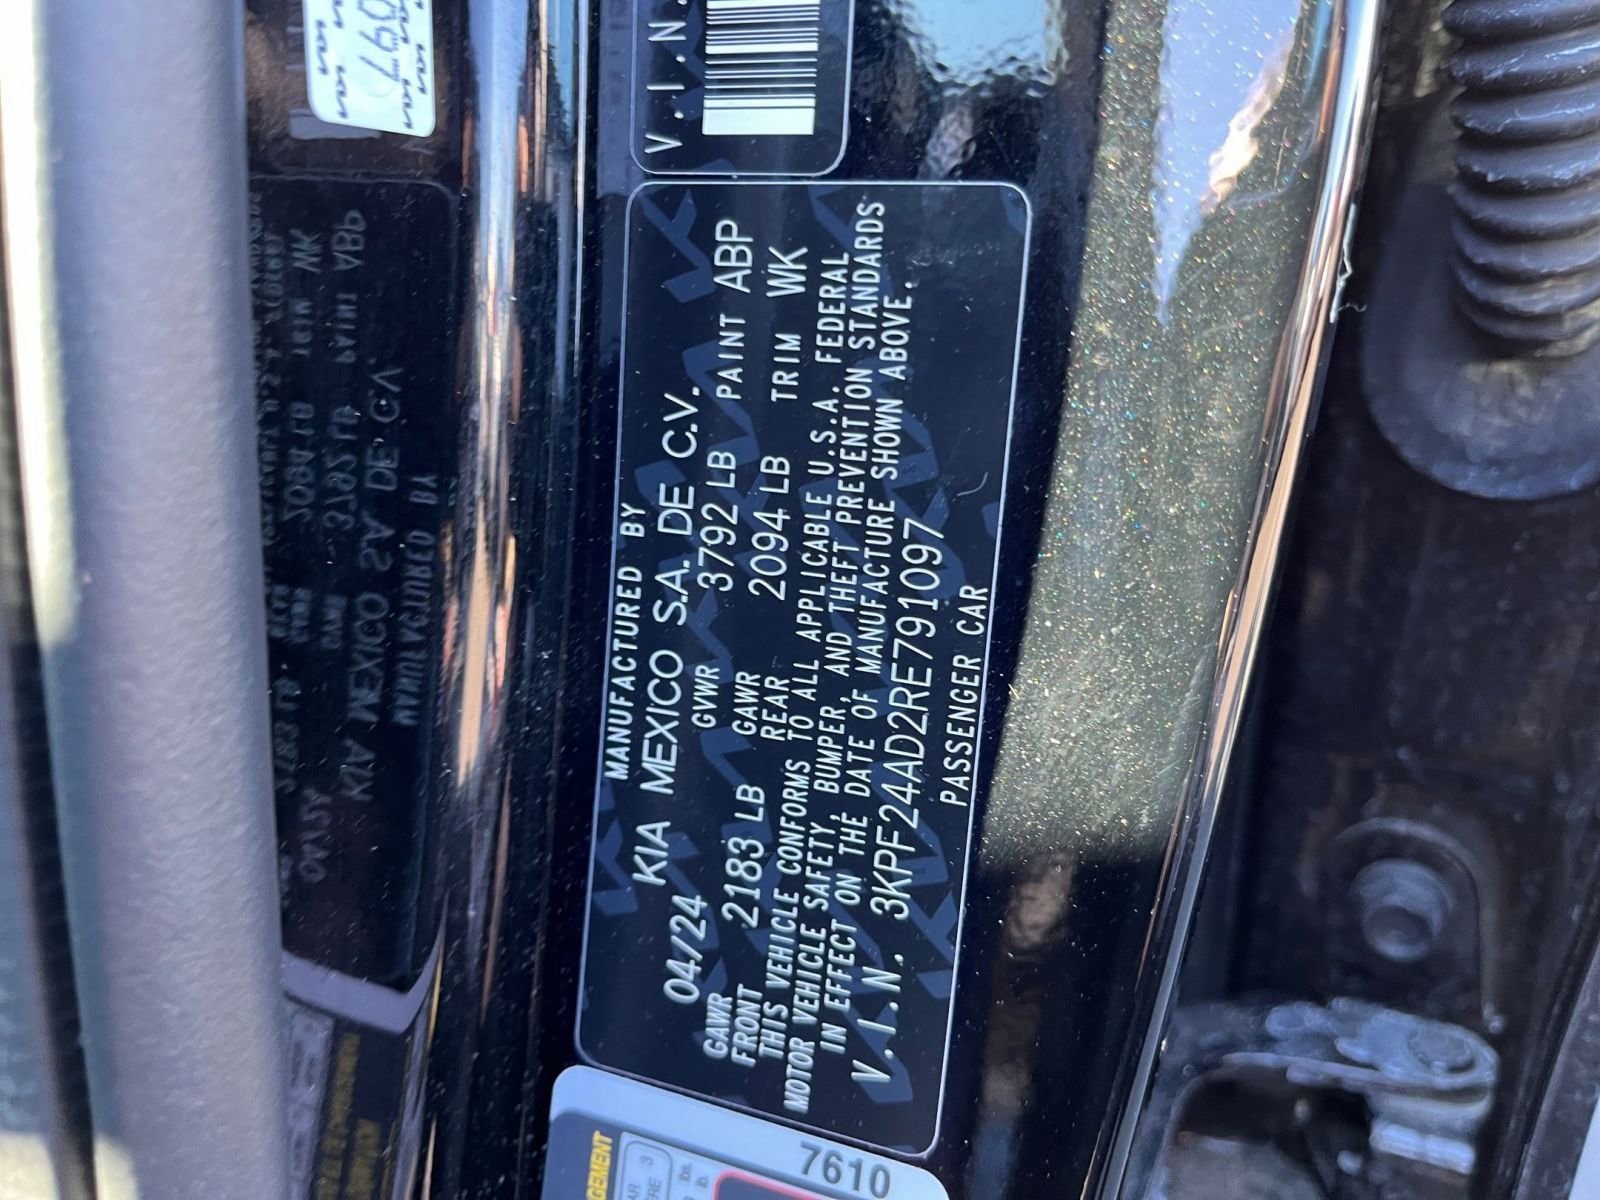 V.I.N.
MANUFACTURED BY
04/24 KIA MEXICO S.A. DE C.V.
GAWR FRONT 2183 LB GVWR 3792 LB PAINT ABP
GAWR REAR 2094 LB TRIM WK
THIS VEHICLE CONFORMS TO ALL APPLICABLE U.S.A. FEDERAL
MOTOR VEHICLE SAFETY, BUMPER, AND THEFT PREVENTION STANDARDS
IN EFFECT ON THE DATE OF MANUFACTURE SHOWN ABOVE.
V.I.N. 3KPF24AD2RE791097
PASSENGER CAR
7610